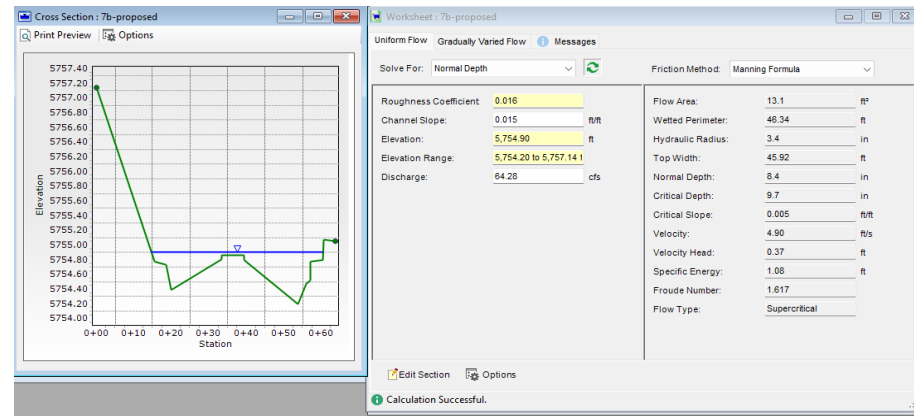 Cross Section : 7b-proposed
Print Preview Options
5757.40
5757.20
5757.00
5756.80
5756.60
5756.40
5756.20
5756.00
5755.80
5755.60
5755.40
5755.20
5755.00
5754.80
5754.60
5754.40
5754.20
5754.00
Elevation
0+00 0+10 0+20 0+30 0+40 0+50 0+60
Station
Worksheet : 7b-proposed
Uniform Flow Gradually Varied Flow Messages
Solve For: Normal Depth Friction Method: Manning Formula
Roughness Coefficient 0.016
Channel Slope: 0.015 ft/ft
Elevation: 5,754.90 ft
Elevation Range: 5,754.20 to 5,757.14 f
Discharge: 64.28 cfs
Flow Area: 13.1 ft²
Wetted Perimeter: 46.34 ft
Hydraulic Radius: 3.4 in
Top Width: 45.92 ft
Normal Depth: 8.4 in
Critical Depth: 9.7 in
Critical Slope: 0.005 ft/ft
Velocity: 4.90 ft/s
Velocity Head: 0.37 ft
Specific Energy: 1.08 ft
Froude Number: 1.617
Flow Type: Supercritical
Edit Section Options
Calculation Successful.